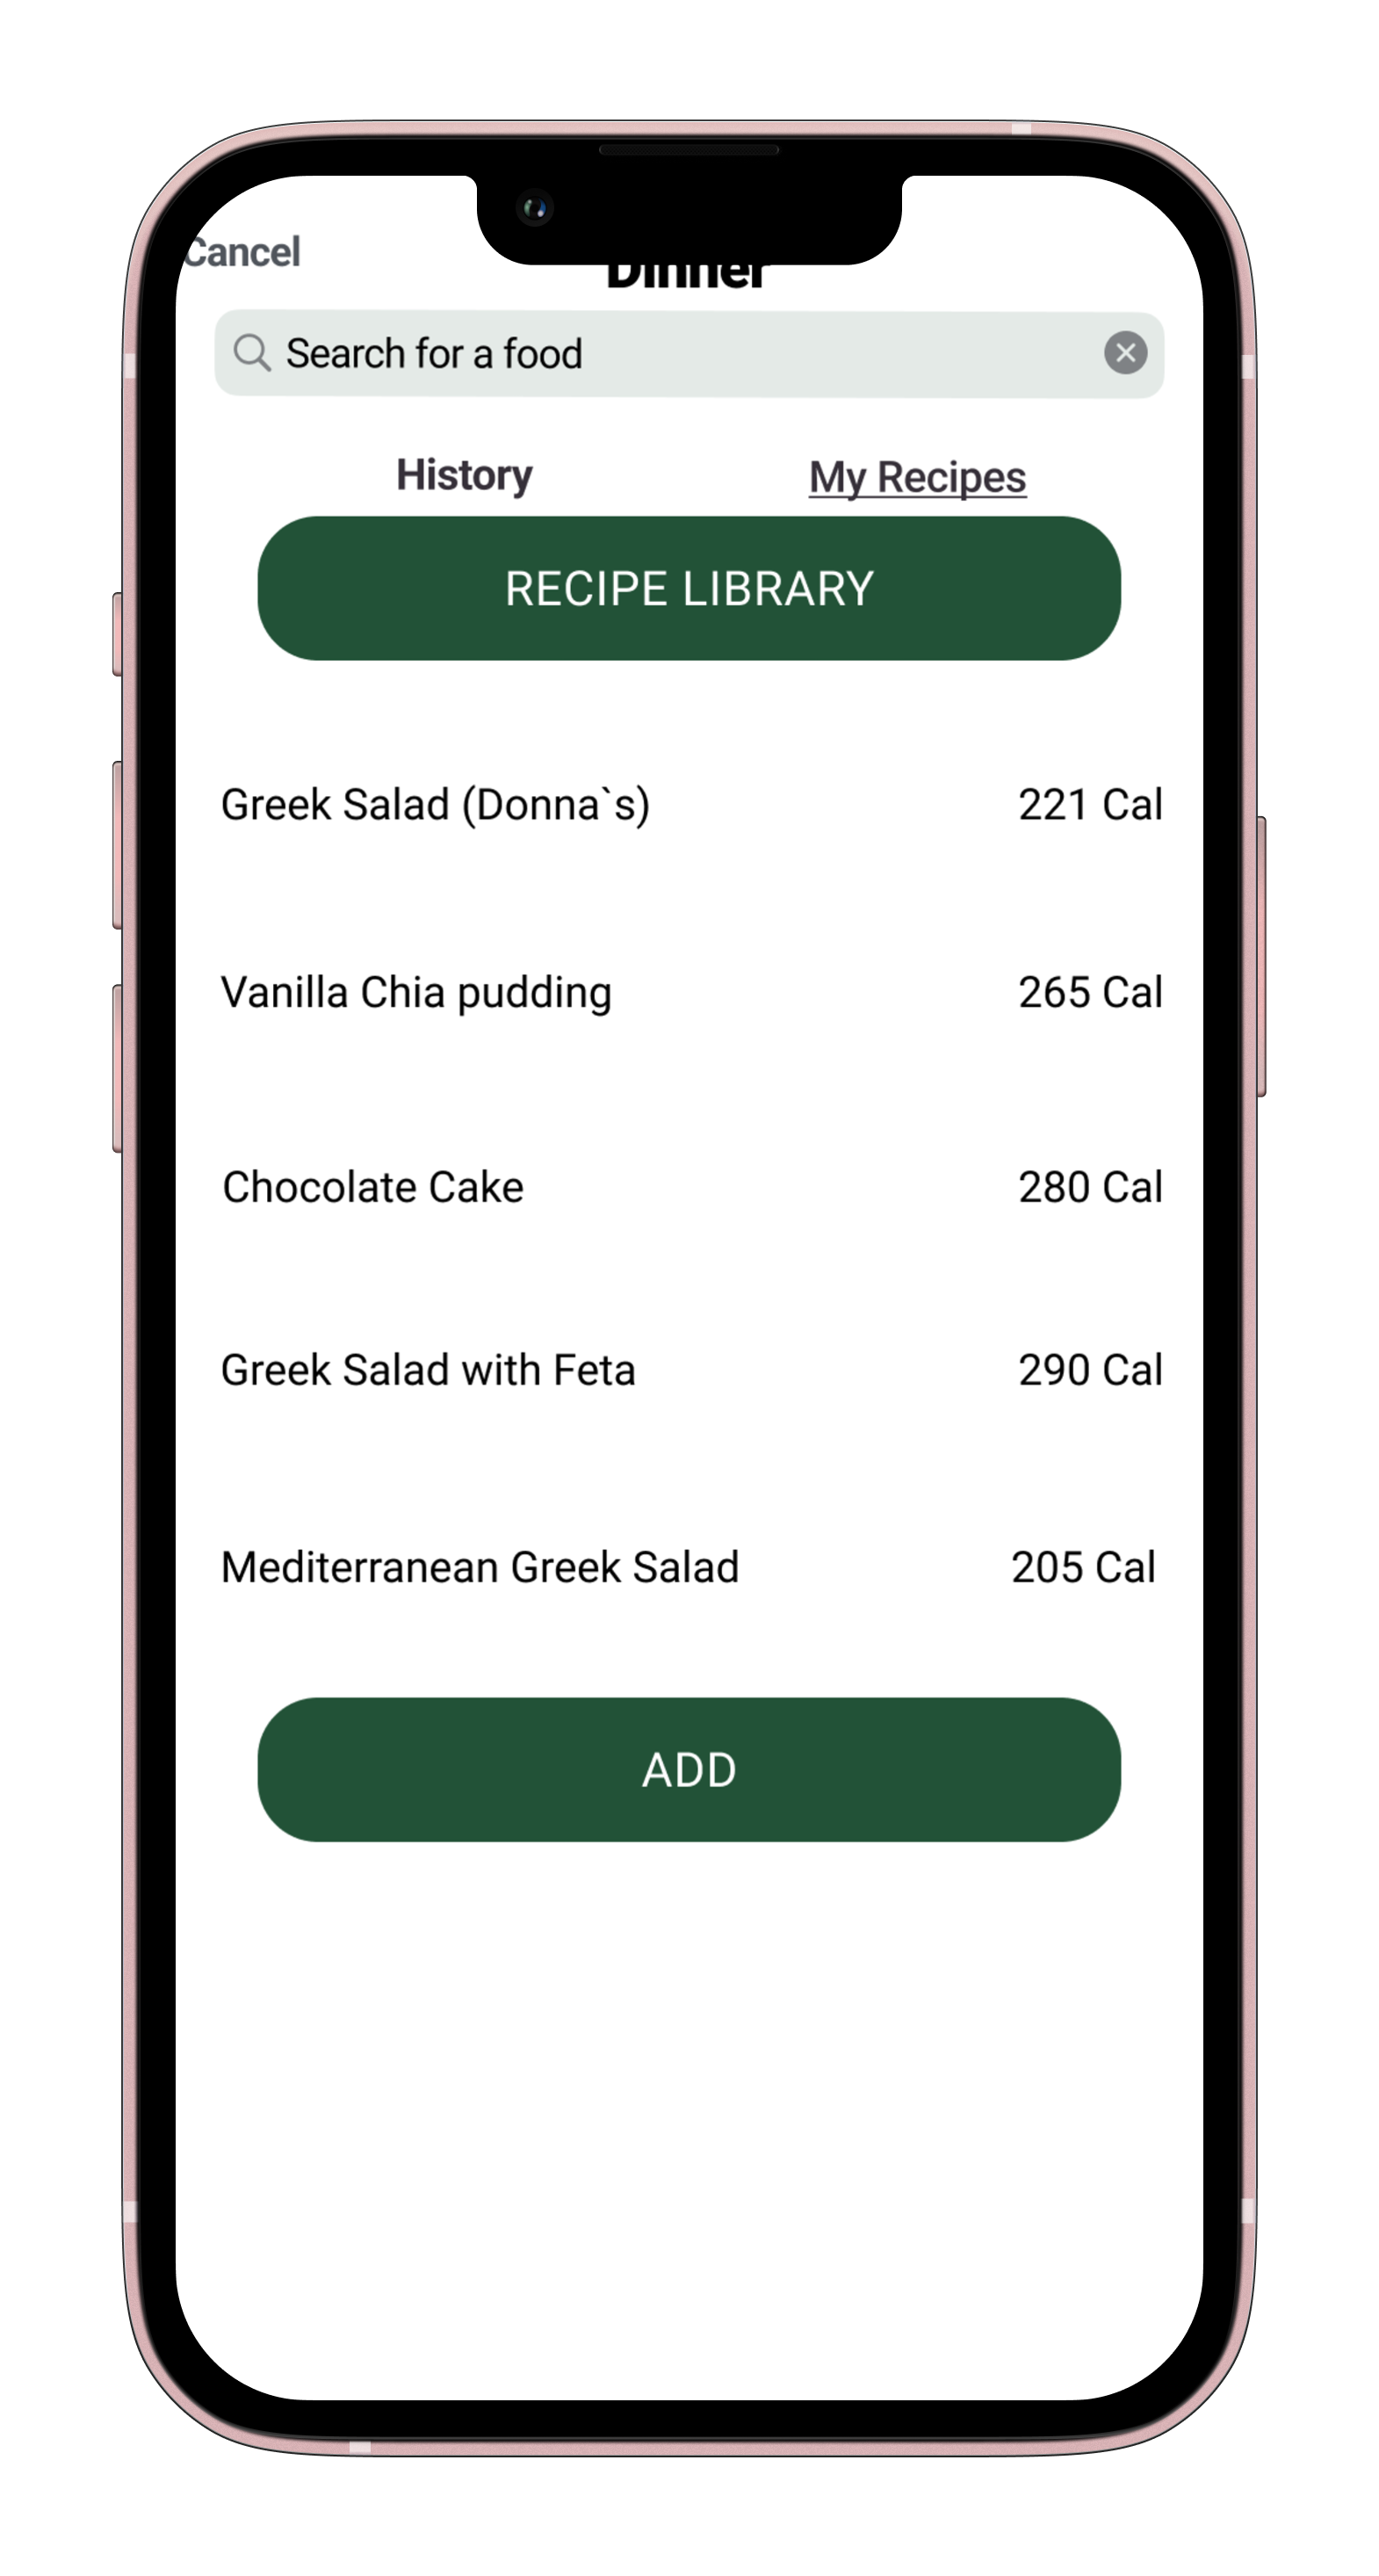 Cancel
Dinner
Search for a food
History My Recipes
RECIPE LIBRARY
Greek Salad (Donna`s) 221 Cal
Vanilla Chia pudding 265 Cal
Chocolate Cake 280 Cal
Greek Salad with Feta 290 Cal
Mediterranean Greek Salad 205 Cal
ADD